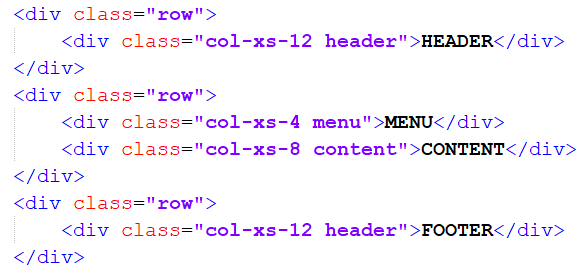 <div class="row">
    <div class="col-xs-12 header">HEADER</div>
</div>
<div class="row">
    <div class="col-xs-4 menu">MENU</div>
    <div class="col-xs-8 content">CONTENT</div>
</div>
<div class="row">
    <div class="col-xs-12 header">FOOTER</div>
</div>